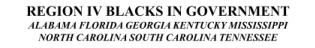 REGION IV BLACKS IN GOVERNMENT
ALABAMA FLORIDA GEORGIA KENTUCKY MISSISSIPPI
NORTH CAROLINA SOUTH CAROLINA TENNESSEE